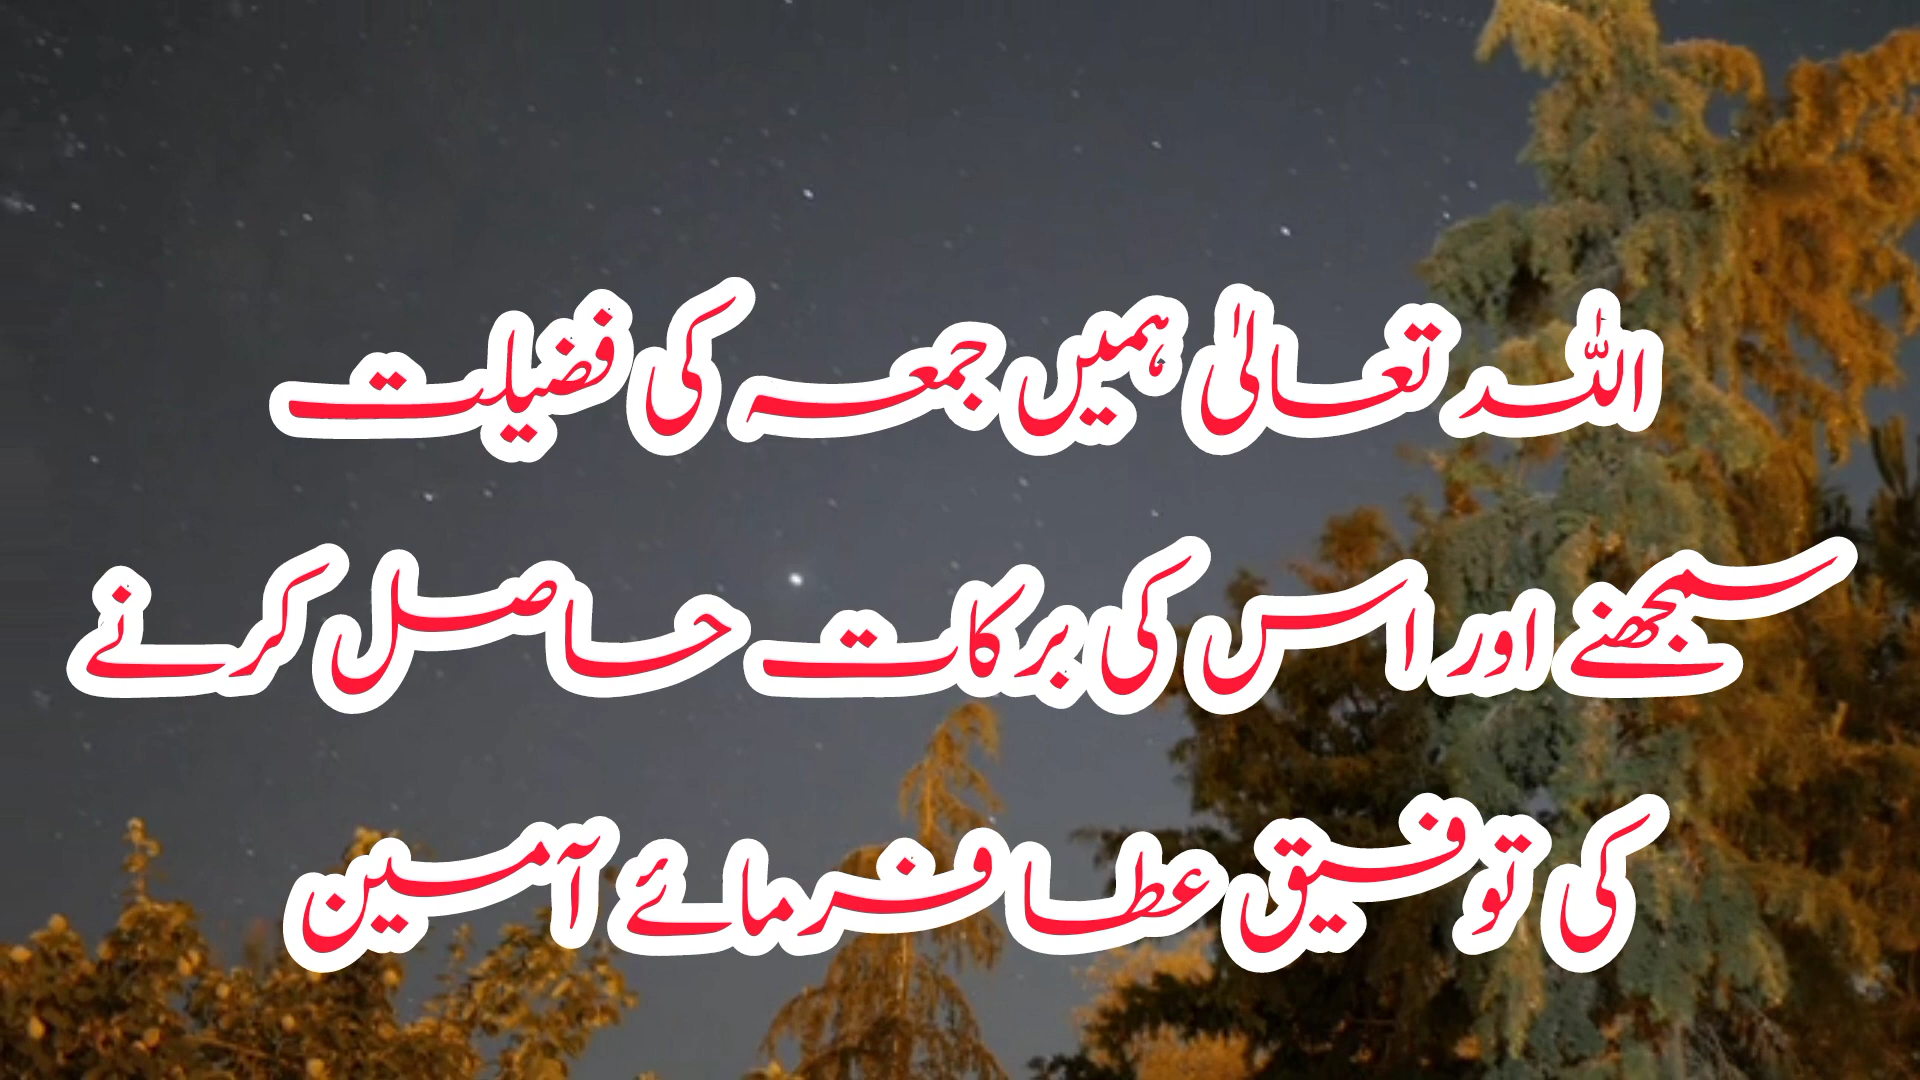 اللہ تعالیٰ ہمیں جمعہ کی فضیلت
سمجھنے اور اس کی برکات حاصل کرنے
کی توفیق عطا فرمائے آمین